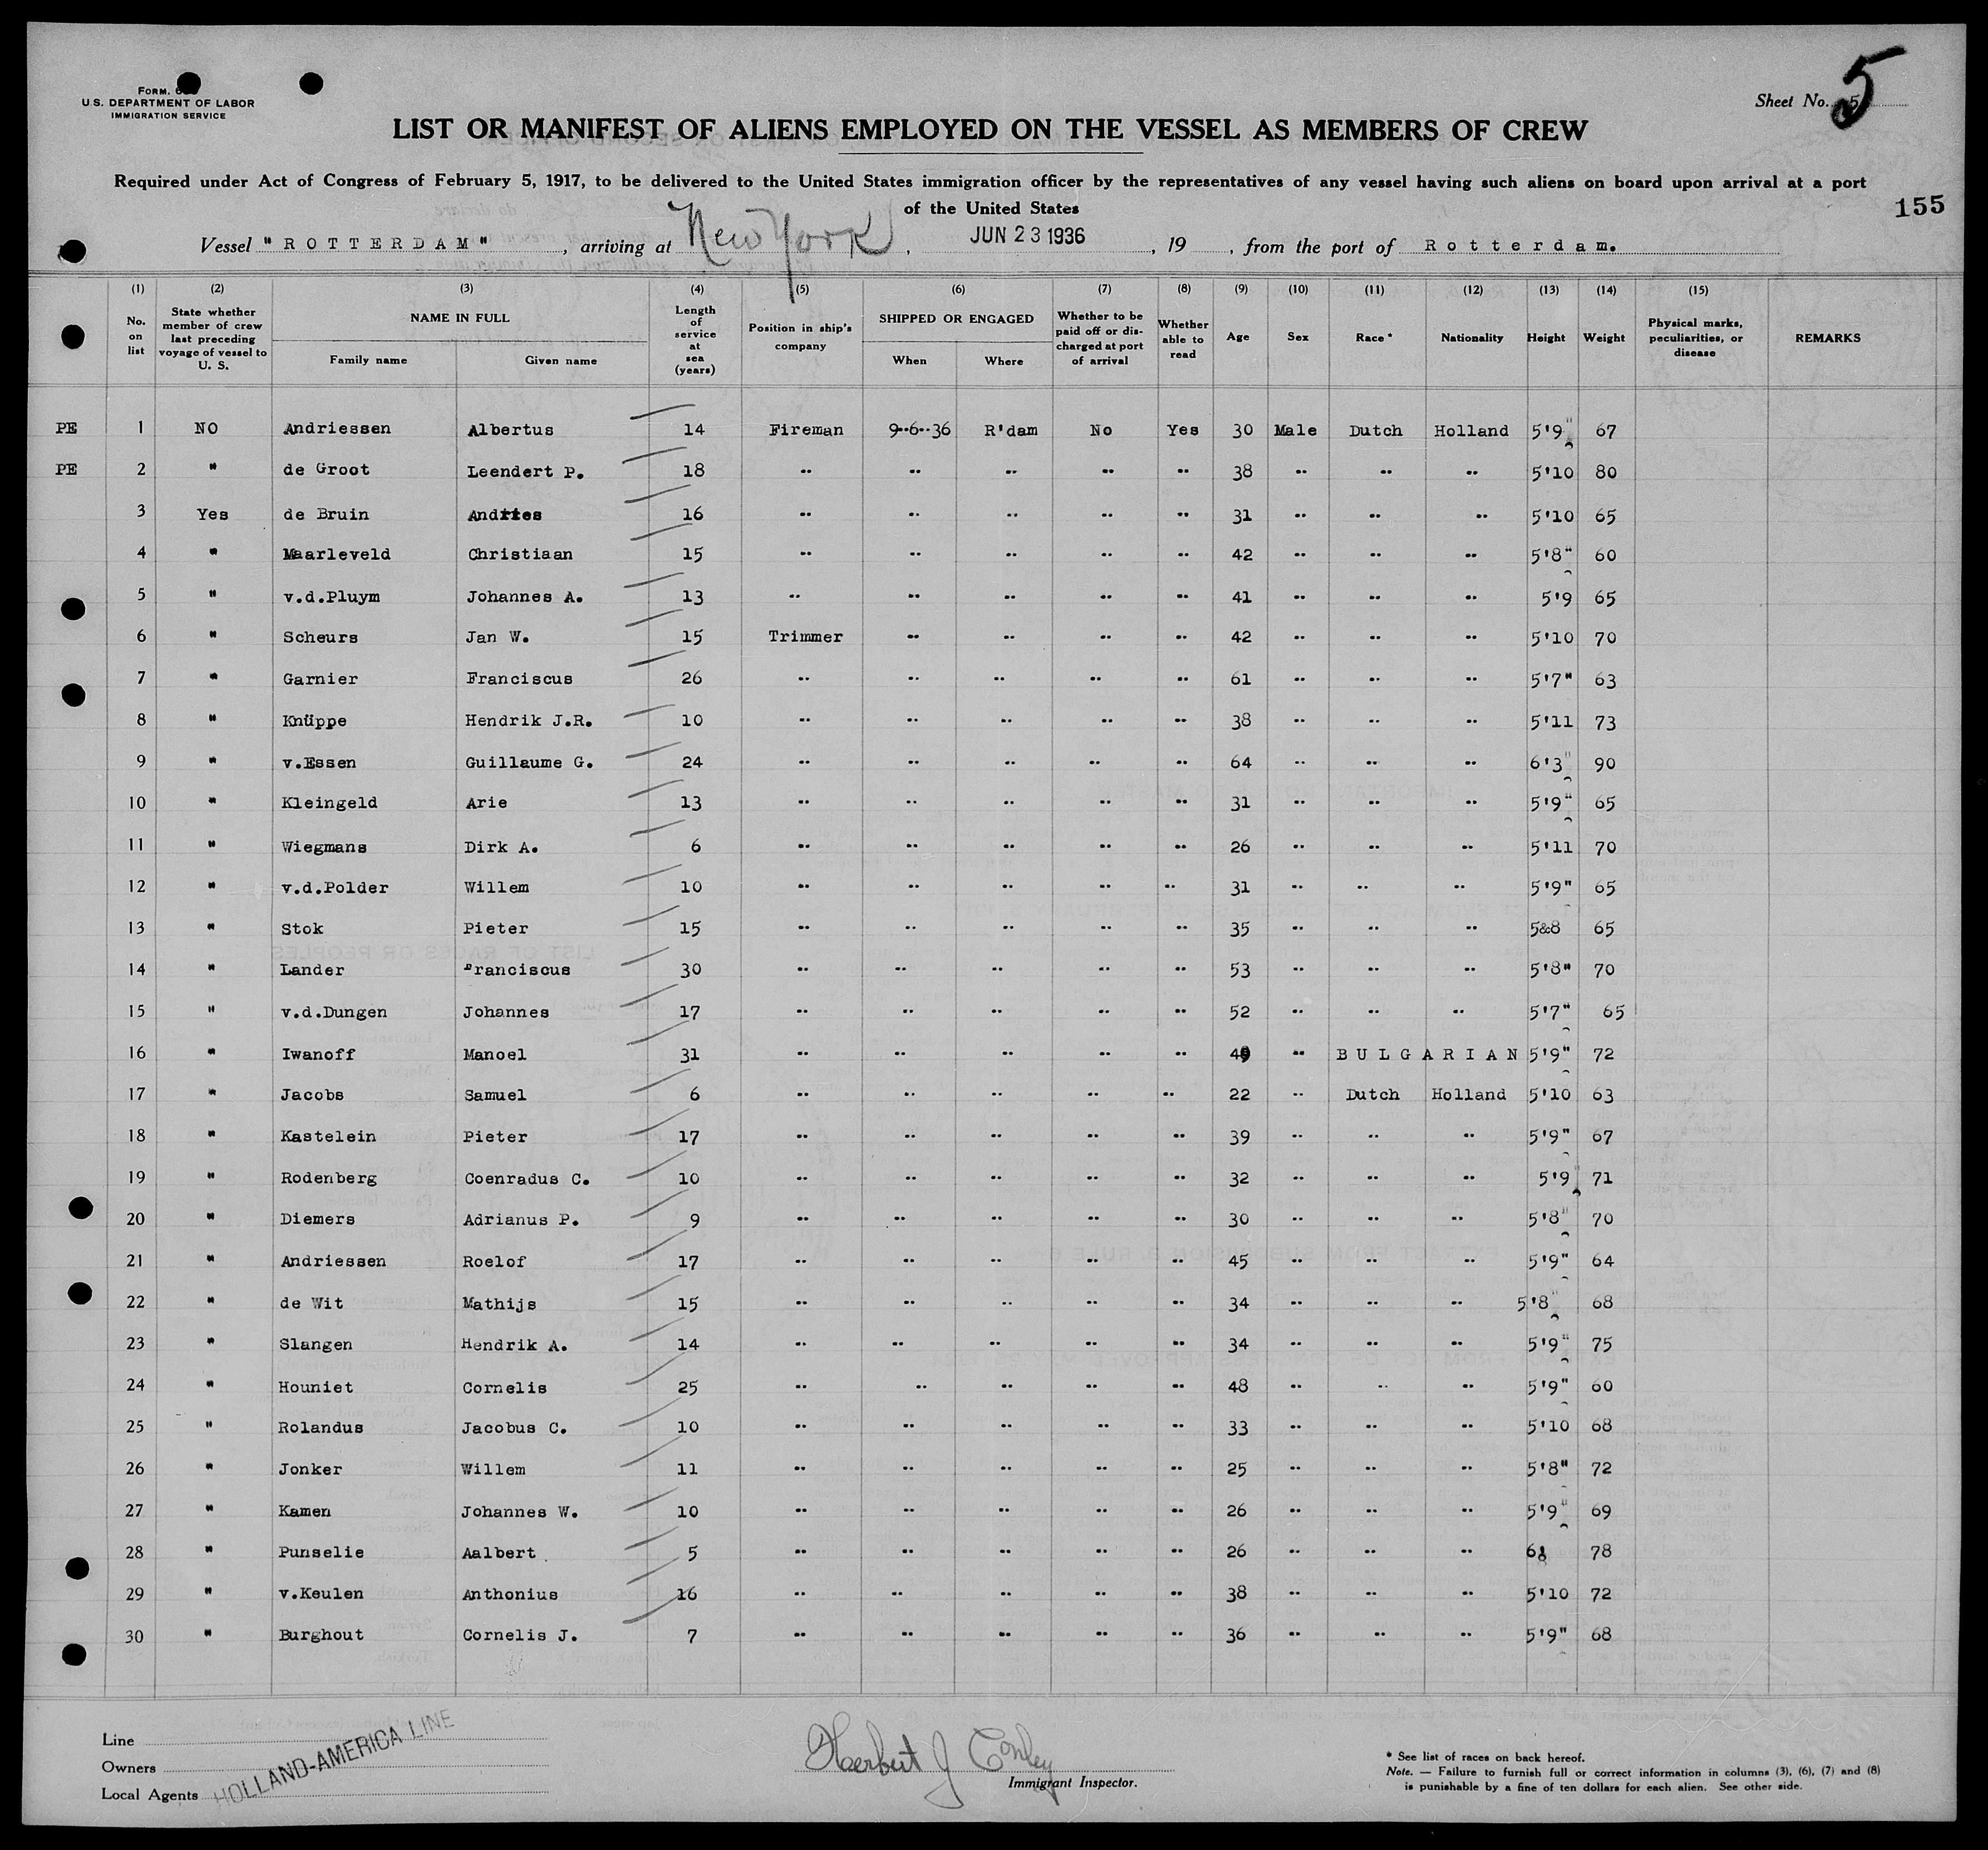 FORM. 6
U.S. DEPARTMENT OF LABOR
IMMIGRATION SERVICE
Sheet No. 5
5
LIST OR MANIFEST OF ALIENS EMPLOYED ON THE VESSEL AS MEMBERS OF CREW
Required under Act of Congress of February 5, 1917, to be delivered to the United States immigration officer by the representatives of any vessel having such aliens on board upon arrival at a port
of the United States
155
Vessel "ROTTERDAM", arriving at New York, JUN 23 1936, 19 , from the port of Rotterdam.
(1) (2) (3) (4) (5) (6) (7) (8) (9) (10) (11) (12) (13) (14) (15)
No. on list
State whether member of crew last preceding voyage of vessel to U. S.
NAME IN FULL
Family name Given name
Length of service at sea (years)
Position in ship's company
SHIPPED OR ENGAGED
When Where
Whether to be paid off or discharged at port of arrival
Whether able to read
Age Sex Race * Nationality Height Weight
Physical marks, peculiarities, or disease
REMARKS
PE 1 NO Andriessen Albertus 14 Fireman 9--6--36 R'dam No Yes 30 Male Dutch Holland 5'9" 67
PE 2 " de Groot Leendert P. 18 -- -- -- -- -- 38 -- -- -- 5'10 80
3 Yes de Bruin Andries 16 -- -- -- -- -- 31 -- -- -- 5'10 65
4 " Maarleveld Christiaan 15 -- -- -- -- -- 42 -- -- -- 5'8" 60
5 " v.d.Pluym Johannes A. 13 -- -- -- -- -- 41 -- -- -- 5'9 65
6 " Scheurs Jan W. 15 Trimmer -- -- -- -- 42 -- -- -- 5'10 70
7 " Garnier Franciscus 26 -- -- -- -- -- 61 -- -- -- 5'7" 63
8 " Knüppe Hendrik J.R. 10 -- -- -- -- -- 38 -- -- -- 5'11 73
9 " v.Essen Guillaume G. 24 -- -- -- -- -- 64 -- -- -- 6'3" 90
10 " Kleingeld Arie 13 -- -- -- -- -- 31 -- -- -- 5'9" 65
11 " Wiegmans Dirk A. 6 -- -- -- -- -- 26 -- -- -- 5'11 70
12 " v.d.Polder Willem 10 -- -- -- -- -- 31 -- -- -- 5'9" 65
13 " Stok Pieter 15 -- -- -- -- -- 35 -- -- -- 5&8 65
14 " Lander Franciscus 30 -- -- -- -- -- 53 -- -- -- 5'8" 70
15 " v.d.Dungen Johannes 17 -- -- -- -- -- 52 -- -- -- 5'7" 65
16 " Iwanoff Manoel 31 -- -- -- -- -- 49 -- BULGARIAN 5'9" 72
17 " Jacobs Samuel 6 -- -- -- -- -- 22 -- Dutch Holland 5'10 63
18 " Kastelein Pieter 17 -- -- -- -- -- 39 -- -- -- 5'9" 67
19 " Rodenberg Coenradus C. 10 -- -- -- -- -- 32 -- -- -- 5'9" 71
20 " Diemers Adrianus P. 9 -- -- -- -- -- 30 -- -- -- 5'8" 70
21 " Andriessen Roelof 17 -- -- -- -- -- 45 -- -- -- 5'9" 64
22 " de Wit Mathijs 15 -- -- -- -- -- 34 -- -- -- 5'8" 68
23 " Slangen Hendrik A. 14 -- -- -- -- -- 34 -- -- -- 5'9" 75
24 " Houniet Cornelis 25 -- -- -- -- -- 48 -- -- -- 5'9" 60
25 " Rolandus Jacobus C. 10 -- -- -- -- -- 33 -- -- -- 5'10 68
26 " Jonker Willem 11 -- -- -- -- -- 25 -- -- -- 5'8" 72
27 " Kamen Johannes W. 10 -- -- -- -- -- 26 -- -- -- 5'9" 69
28 " Punselie Aalbert 5 -- -- -- -- -- 26 -- -- -- 78
29 " v.Keulen Anthonius 16 -- -- -- -- -- 38 -- -- -- 5'10 72
30 " Burghout Cornelis J. 7 -- -- -- -- -- 36 -- -- -- 5'9" 68
Line
Owners
Local Agents
HOLLAND-AMERICA LINE
Herbert J Conley
Immigrant Inspector.
* See list of races on back hereof.
Note. — Failure to furnish full or correct information in columns (3), (6), (7) and (8)
is punishable by a fine of ten dollars for each alien. See other side.